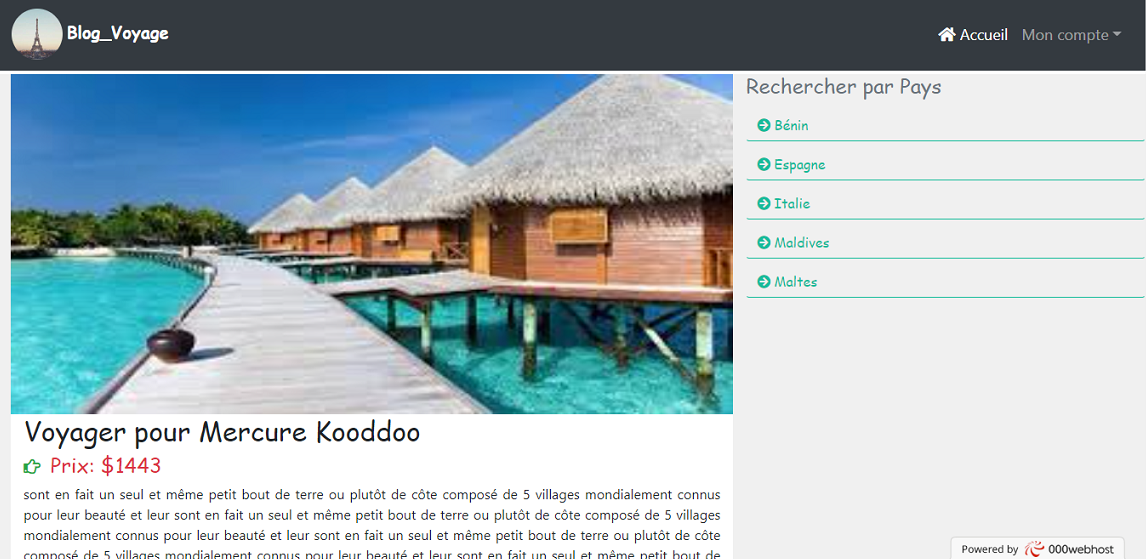 Blog_Voyage
Accueil
Mon compte
Rechercher par Pays
Bénin
Espagne
Italie
Maldives
Maltes
Voyager pour Mercure Kooddoo
Prix: $1443
sont en fait un seul et même petit bout de terre ou plutôt de côte composé de 5 villages mondialement connus
pour leur beauté et leur sont en fait un seul et même petit bout de terre ou plutôt de côte composé de 5 villages
mondialement connus pour leur beauté et leur sont en fait un seul et même petit bout de terre ou plutôt de côte
composé de 5 villages mondialement connus pour leur beauté et leur sont en fait un seul et même petit bout de
Powered by 000webhost